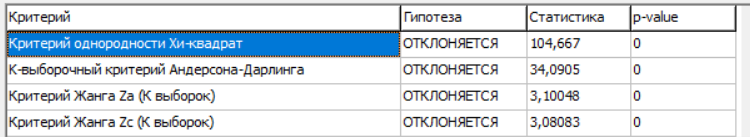 Критерий Гипотеза Статистика p-value
Критерий однородности Хи-квадрат ОТКЛОНЯЕТСЯ 104,667 0
К-выборочный критерий Андерсона-Дарлинга ОТКЛОНЯЕТСЯ 34,0905 0
Критерий Жанга Za (К выборок) ОТКЛОНЯЕТСЯ 3,10048 0
Критерий Жанга Zc (К выборок) ОТКЛОНЯЕТСЯ 3,08083 0